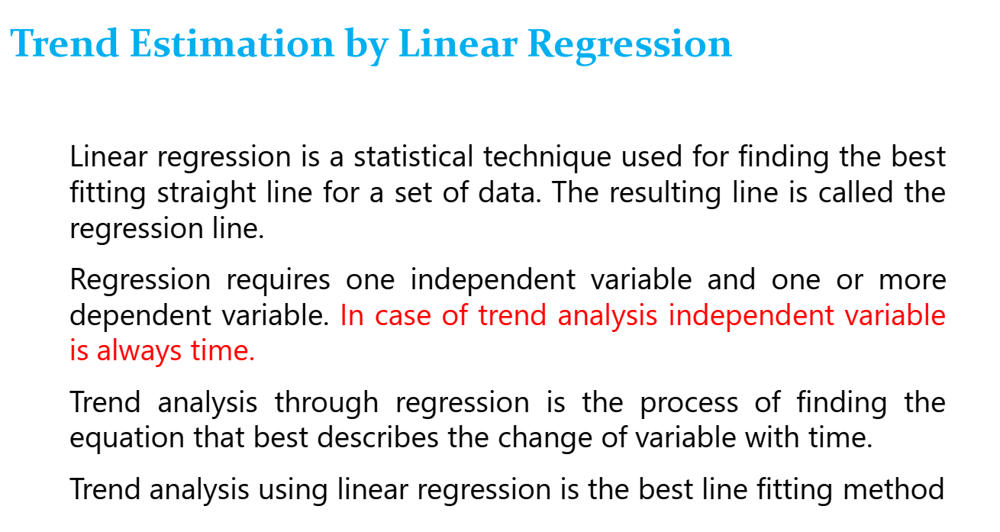 Trend Estimation by Linear Regression
Linear regression is a statistical technique used for finding the best
fitting straight line for a set of data. The resulting line is called the
regression line.
Regression requires one independent variable and one or more
dependent variable. In case of trend analysis independent variable
is always time.
Trend analysis through regression is the process of finding the
equation that best describes the change of variable with time.
Trend analysis using linear regression is the best line fitting method